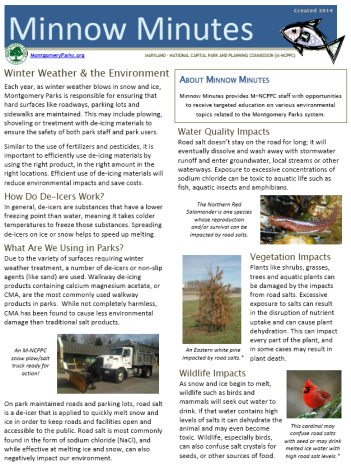 Created 2014
Minnow Minutes
MontgomeryParks.org
MARYLAND - NATIONAL CAPITAL PARK AND PLANNING COMMISSION (M-NCPPC)
Winter Weather & the Environment
Each year, as winter weather blows in snow and ice,
Montgomery Parks is responsible for ensuring that
hard surfaces like roadways, parking lots and
sidewalks are maintained. This may include plowing,
shoveling or treatment with de-icing materials to
ensure the safety of both park staff and park users.
Similar to the use of fertilizers and pesticides, it is
important to efficiently use de-icing materials by
using the right product, in the right amount in the
right locations. Efficient use of de-icing materials will
reduce environmental impacts and save costs.
How Do De-Icers Work?
In general, de-icers are substances that have a lower
freezing point than water, meaning it takes colder
temperatures to freeze those substances. Spreading
de-icers on ice or snow helps to speed up melting.
What Are We Using in Parks?
Due to the variety of surfaces requiring winter
weather treatment, a number of de-icers or non-slip
agents (like sand) are used. Walkway de-icing
products containing calcium magnesium acetate, or
CMA, are the most commonly used walkway
products in parks. While not completely harmless,
CMA has been found to cause less environmental
damage than traditional salt products.
An M-NCPPC
snow plow/salt
truck ready for
action!
On park maintained roads and parking lots, road salt
is a de-icer that is applied to quickly melt snow and
ice in order to keep roads and facilities open and
accessible to the public. Road salt is most commonly
found in the form of sodium chloride (NaCl), and
while effective at melting ice and snow, can also
negatively impact our environment.
ABOUT MINNOW MINUTES
Minnow Minutes provides M-NCPPC staff with opportunities
to receive targeted education on various environmental
topics related to the Montgomery Parks system.
Water Quality Impacts
Road salt doesn't stay on the road for long; it will
eventually dissolve and wash away with stormwater
runoff and enter groundwater, local streams or other
waterways. Exposure to excessive concentrations of
sodium chloride can be toxic to aquatic life such as
fish, aquatic insects and amphibians.
The Northern Red
Salamander is one species
whose reproduction
and/or survival can be
impacted by road salts.
Vegetation Impacts
Plants like shrubs, grasses,
trees and aquatic plants can
be damaged by the impacts
from road salts. Excessive
exposure to salts can result
in the disruption of nutrient
uptake and can cause plant
dehydration. This can impact
every part of the plant, and
in some cases may result in
plant death.
An Eastern white pine
impacted by road salts.*
Wildlife Impacts
As snow and ice begin to melt,
wildlife such as birds and
mammals will seek out water to
drink. If that water contains high
levels of salts it can dehydrate the
animal and may even become
toxic. Wildlife, especially birds,
can also confuse salt crystals for
seeds, or other sources of food.
This cardinal may
confuse road salts
with seed or may drink
melted ice water with
high road salt levels.*